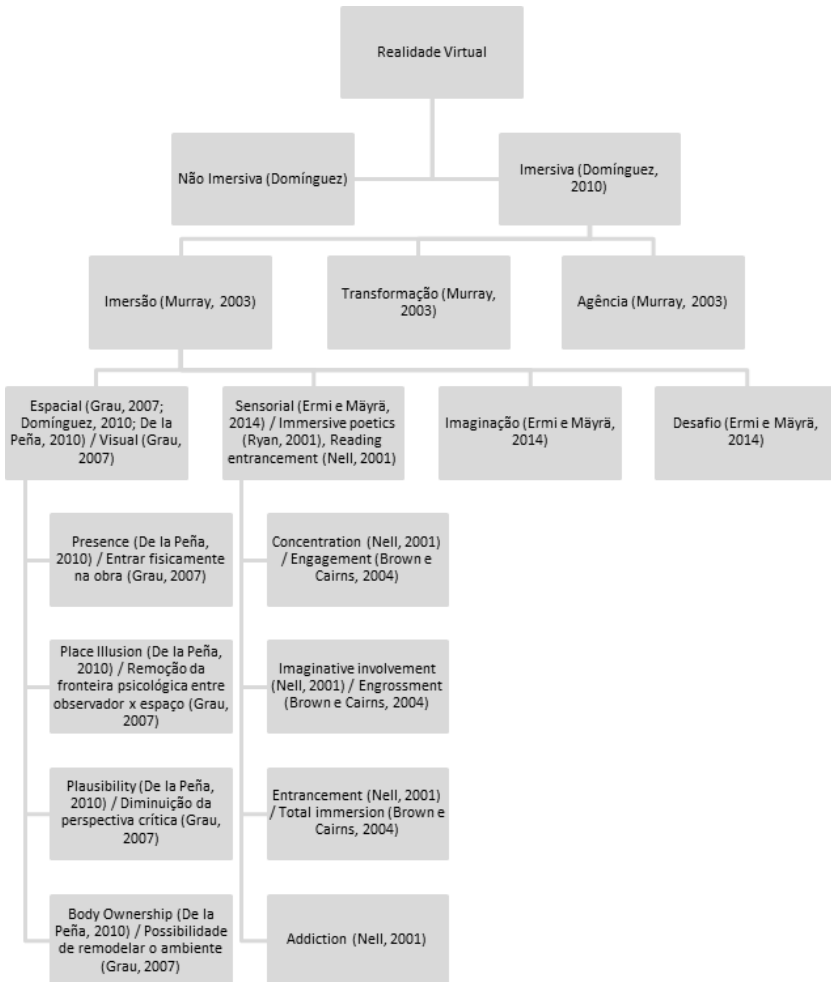 Realidade Virtual
Não Imersiva (Domínguez)
Imersiva (Domínguez,
2010)
Imersão (Murray, 2003)
Transformação (Murray,
2003)
Agência (Murray, 2003)
Espacial (Grau, 2007;
Domínguez, 2010; De la
Peña, 2010) / Visual (Grau,
2007)
Sensorial (Ermi e Mäyrä,
2014) / Immersive poetics
(Ryan, 2001), Reading
entrancement (Nell, 2001)
Imaginação (Ermi e Mäyrä,
2014)
Desafio (Ermi e Mäyrä,
2014)
Presence (De la Peña,
2010) / Entrar fisicamente
na obra (Grau, 2007)
Concentration (Nell, 2001)
/ Engagement (Brown e
Cairns, 2004)
Place Illusion (De la Peña,
2010) / Remoção da
fronteira psicológica entre
observador x espaço (Grau,
2007)
Imaginative involvement
(Nell, 2001) / Engrossment
(Brown e Cairns, 2004)
Plausibility (De la Peña,
2010) / Diminuição da
perspectiva crítica (Grau,
2007)
Entrancement (Nell, 2001)
/ Total immersion (Brown e
Cairns, 2004)
Body Ownership (De la
Peña, 2010) / Possibilidade
de remodelar o ambiente
(Grau, 2007)
Addiction (Nell, 2001)